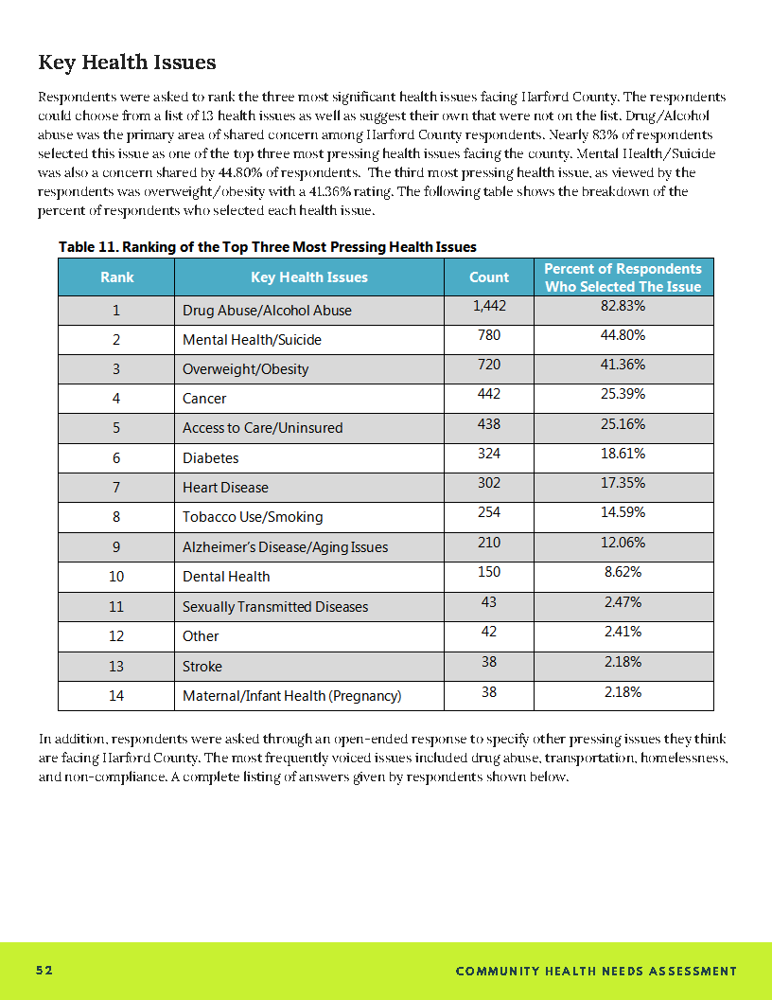 Key Health Issues
Respondents were asked to rank the three most significant health issues facing Harford County. The respondents
could choose from a list of 13 health issues as well as suggest their own that were not on the list. Drug/Alcohol
abuse was the primary area of shared concern among Harford County respondents. Nearly 83% of respondents
selected this issue as one of the top three most pressing health issues facing the county. Mental Health/Suicide
was also a concern shared by 44.80% of respondents.  The third most pressing health issue, as viewed by the
respondents was overweight/obesity with a 41.36% rating. The following table shows the breakdown of the
percent of respondents who selected each health issue.
Table 11. Ranking of the Top Three Most Pressing Health Issues
Rank Key Health Issues Count Percent of Respondents
Who Selected The Issue
1 Drug Abuse/Alcohol Abuse 1,442 82.83%
2 Mental Health/Suicide 780 44.80%
3 Overweight/Obesity 720 41.36%
4 Cancer 442 25.39%
5 Access to Care/Uninsured 438 25.16%
6 Diabetes 324 18.61%
7 Heart Disease 302 17.35%
8 Tobacco Use/Smoking 254 14.59%
9 Alzheimer's Disease/Aging Issues 210 12.06%
10 Dental Health 150 8.62%
11 Sexually Transmitted Diseases 43 2.47%
12 Other 42 2.41%
13 Stroke 38 2.18%
14 Maternal/Infant Health (Pregnancy) 38 2.18%
In addition, respondents were asked through an open-ended response to specify other pressing issues they think
are facing Harford County. The most frequently voiced issues included drug abuse, transportation, homelessness,
and non-compliance. A complete listing of answers given by respondents shown below.
52 COMMUNITY HEALTH NEEDS ASSESSMENT